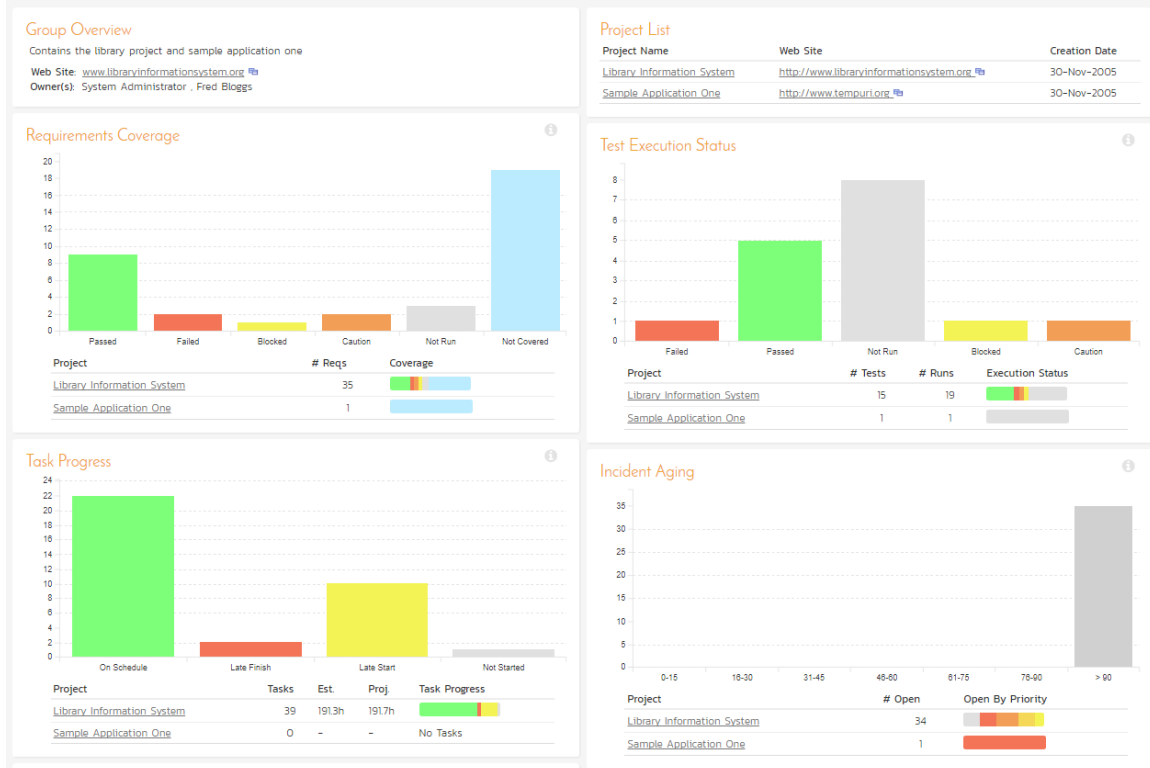 Group Overview
Contains the library project and sample application one
Web Site: www.libraryinformationsystem.org
Owner(s): System Administrator , Fred Bloggs
Project List
Project Name Web Site Creation Date
Library Information System http://www.libraryinformationsystem.org 30-Nov-2005
Sample Application One http://www.tempuri.org 30-Nov-2005
Requirements Coverage
20
18
16
14
12
10
8
6
4
2
0
Passed Failed Blocked Caution Not Run Not Covered
Project # Reqs Coverage
Library Information System 35
Sample Application One 1
Test Execution Status
8
7
6
5
4
3
2
1
0
Failed Passed Not Run Blocked Caution
Project # Tests # Runs Execution Status
Library Information System 15 19
Sample Application One 1 1
Task Progress
24
22
20
18
16
14
12
10
8
6
4
2
0
On Schedule Late Finish Late Start Not Started
Project Tasks Est. Proj. Task Progress
Library Information System 39 191.3h 191.7h
Sample Application One 0 - - No Tasks
Incident Aging
35
30
25
20
15
10
5
0
0-15 16-30 31-45 46-60 61-75 76-90 > 90
Project # Open Open By Priority
Library Information System 34
Sample Application One 1